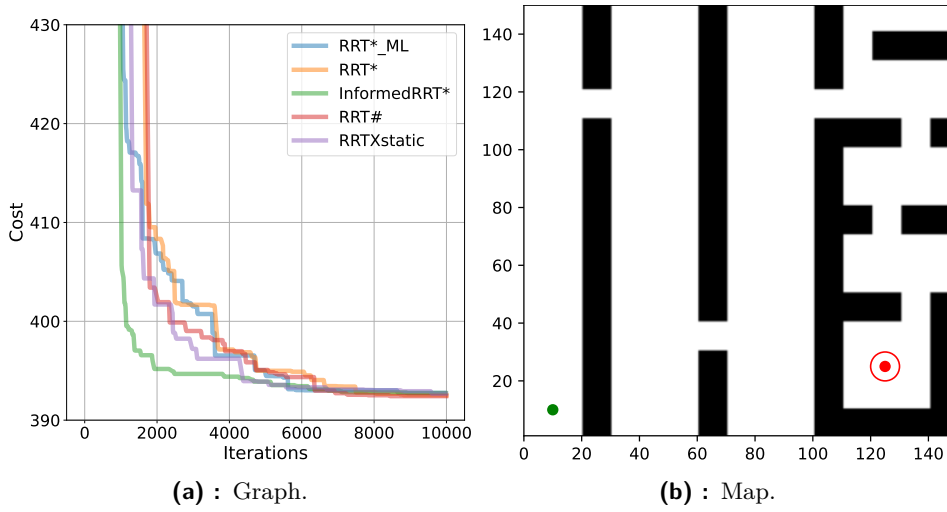 430
420
410
400
390
Cost
0
2000
4000
6000
8000
10000
Iterations
RRT*_ML
RRT*
InformedRRT*
RRT#
RRTXstatic
(a) : Graph.
140
120
100
80
60
40
20
0
20
40
60
80
100
120
140
(b) : Map.